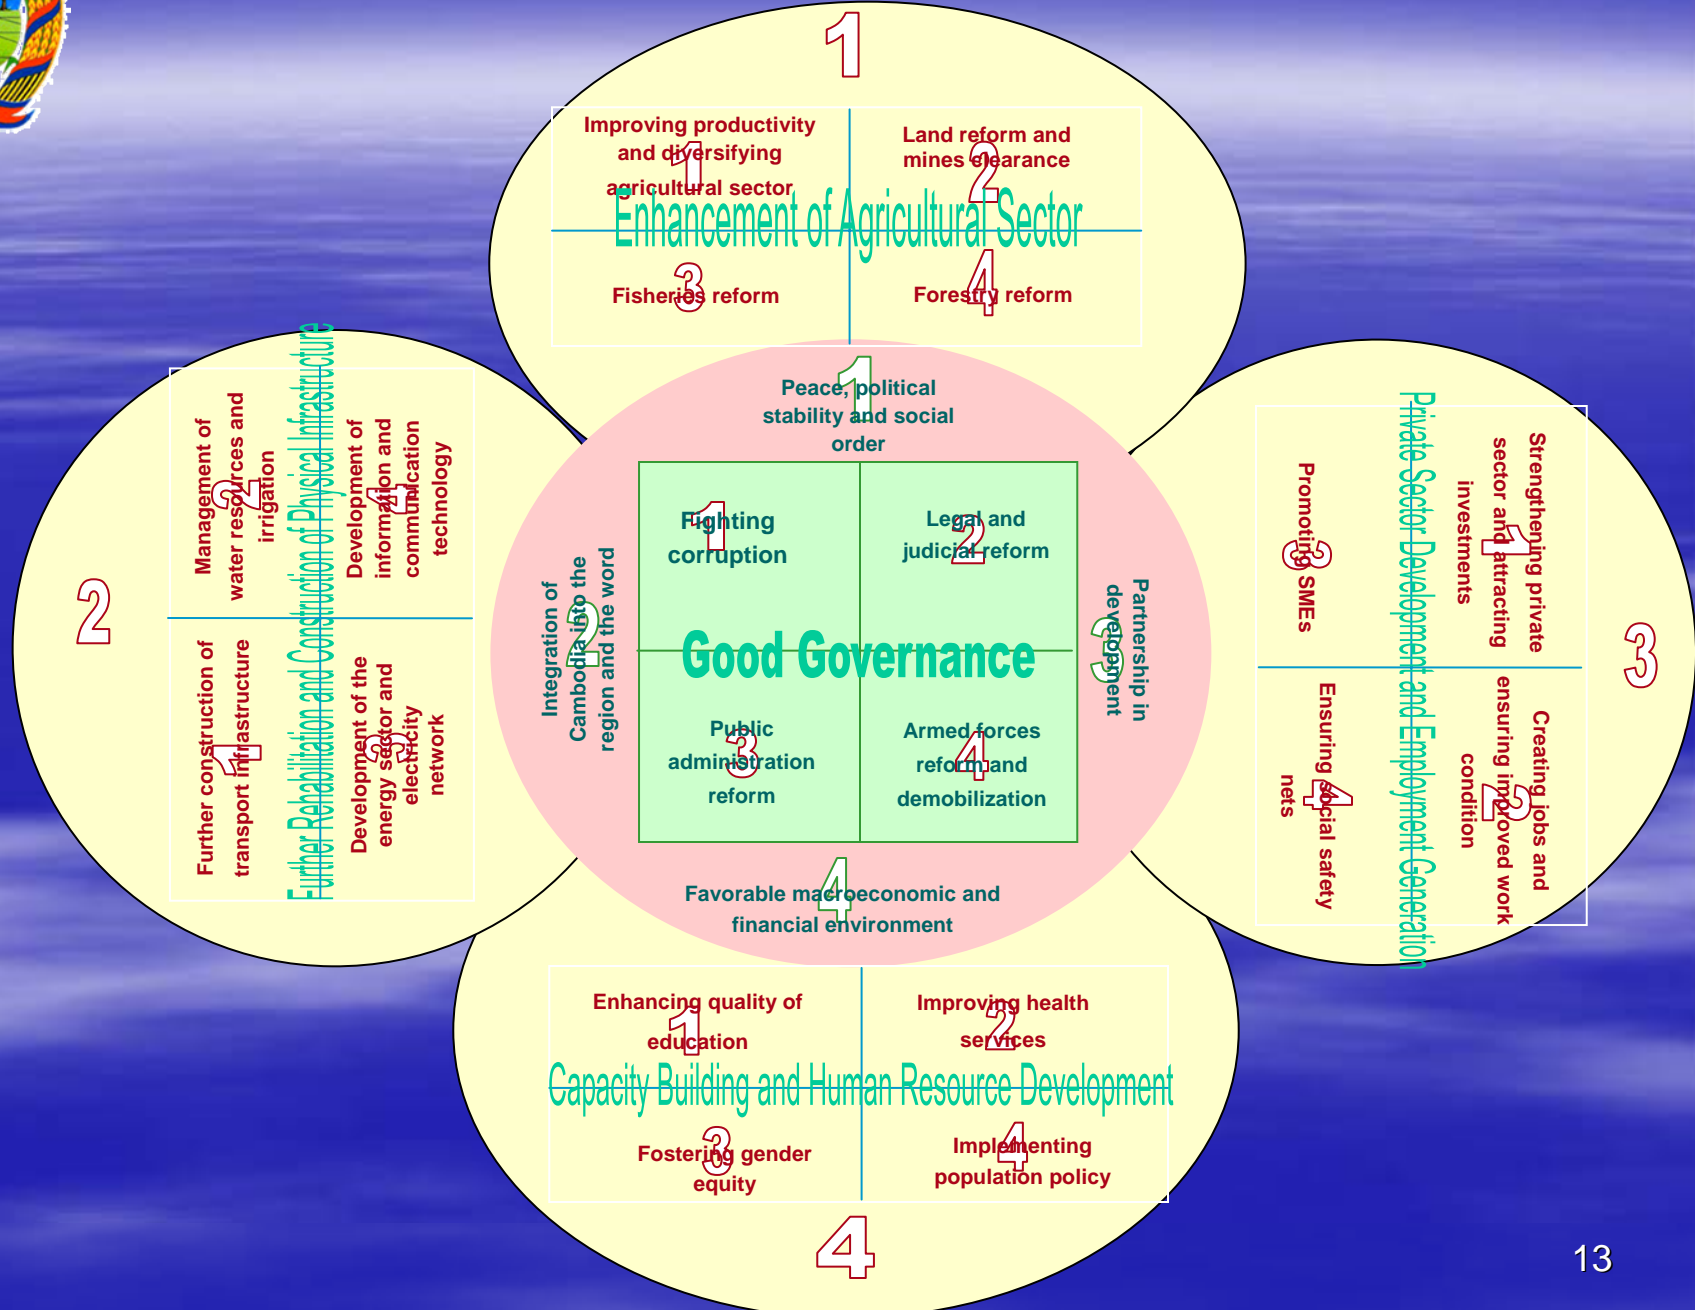 1
Improving productivity
and diversifying
agricultural sector
1
Land reform and
mines clearance
2
Enhancement of Agricultural Sector
Fisheries reform
3
Forestry reform
4
2
Further Rehabilitation and Construction of Physical Infrastructure
Further construction of
transport infrastructure
1
Management of
water resources and
irrigation
2
Development of the
energy sector and
electricity
network
3
Development of
information and
communication
technology
4
1
Peace, political
stability and social
order
2
Integration of
Cambodia into the
region and the word
Fighting
corruption
1
Legal and
judicial reform
2
Good Governance
Public
administration
reform
3
Armed forces
reform and
demobilization
4
3
Partnership in
development
4
Favorable macroeconomic and
financial environment
3
Private Sector Development and Employment Generation
Strengthening private
sector and attracting
investments
1
Creating jobs and
ensuring improved work
condition
2
Promoting SMEs
3
Ensuring social safety
nets
4
Enhancing quality of
education
1
Improving health
services
2
Capacity Building and Human Resource Development
Fostering gender
equity
3
Implementing
population policy
4
4
13